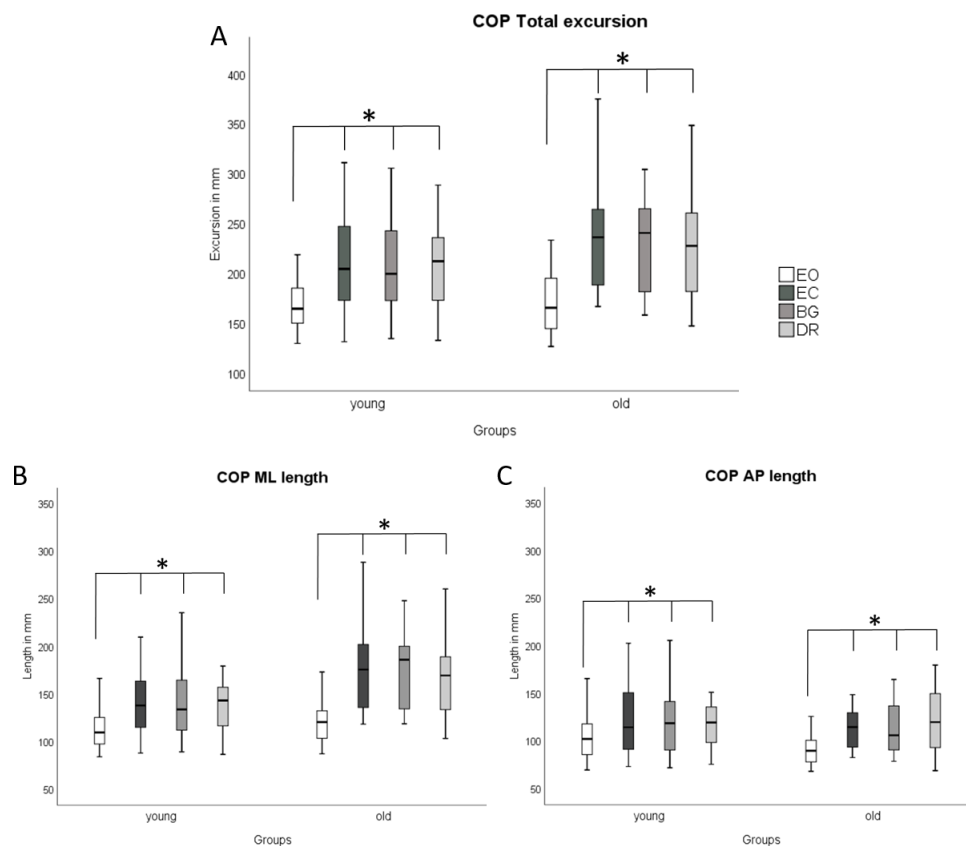 A
COP Total excursion
400
350
300
250
200
150
100
Excursion in mm
*
*
young
old
Groups
EO
EC
BG
DR
B
COP ML length
350
300
250
200
150
100
50
Length in mm
*
*
young
old
Groups
C
COP AP length
350
300
250
200
150
100
50
Length in mm
*
*
young
old
Groups